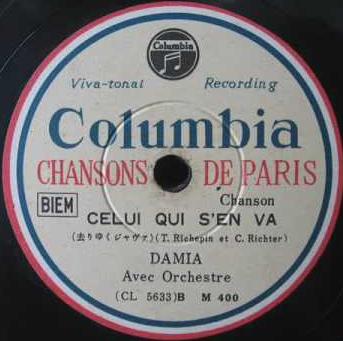 Columbia
Viva-tonal Recording
Columbia
CHANSONS DE PARIS
Chanson
BIEM
CELUI QUI S'EN VA
(去りゆくジャヴァ)(T. Richepin et C. Richter)
DAMIA
Avec Orchestre
(CL 5633)B M 400